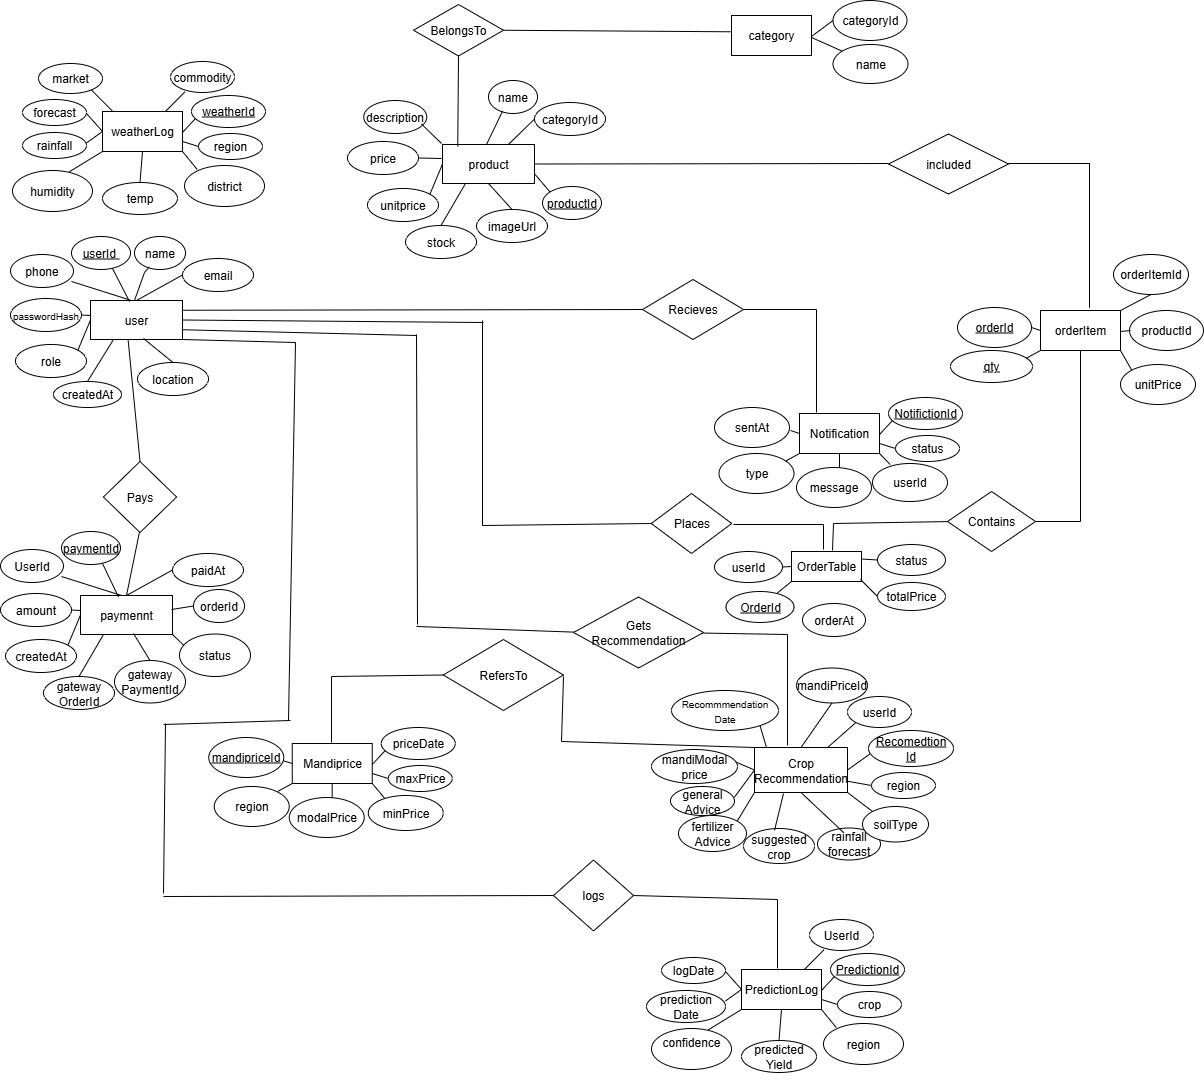 BelongsTo
category
categoryId
name
market
commodity
forecast
weatherId
weatherLog
rainfall
region
humidity
temp
district
name
description
categoryId
price
product
unitprice
productId
stock
imageUrl
included
phone
userId
name
email
passwordHash
user
role
createdAt
location
Recieves
orderItemId
orderId
orderItem
productId
qty
unitPrice
sentAt
NotifictionId
Notification
status
type
message
userId
Pays
Places
Contains
userId
OrderTable
status
OrderId
totalPrice
orderAt
UserId
paymentId
paidAt
amount
paymennt
orderId
createdAt
status
gateway
OrderId
gateway
PaymentId
Gets
Recommendation
RefersTo
mandipriceId
Mandiprice
priceDate
maxPrice
region
modalPrice
minPrice
Recommmendation
Date
mandiPriceId
userId
Recomedtion
Id
mandiModal
price
Crop
Recommendation
region
general
Advice
fertilizer
Advice
suggested
crop
rainfall
forecast
soilType
logs
UserId
logDate
PredictionId
prediction
Date
PredictionLog
crop
confidence
predicted
Yield
region